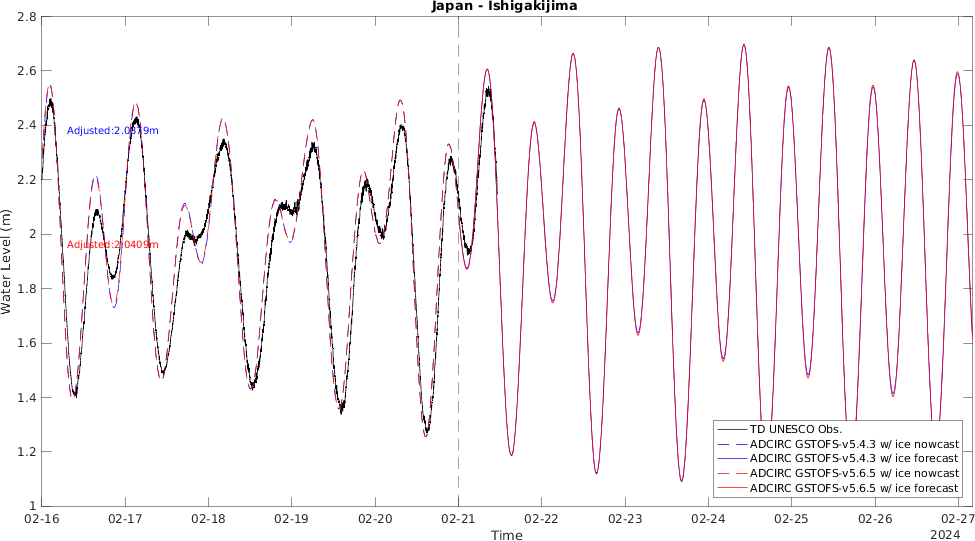 Japan - Ishigakijima
2.8
2.6
2.4
2.2
2
1.8
1.6
1.4
1.2
1
Water Level (m)
Adjusted:2.0379m
Adjusted:2.0409m
TD UNESCO Obs.
ADCIRC GSTOFS-v5.4.3 w/ ice nowcast
ADCIRC GSTOFS-v5.4.3 w/ ice forecast
ADCIRC GSTOFS-v5.6.5 w/ ice nowcast
ADCIRC GSTOFS-v5.6.5 w/ ice forecast
02-16 02-17 02-18 02-19 02-20 02-21 02-22 02-23 02-24 02-25 02-26 02-27
Time
2024